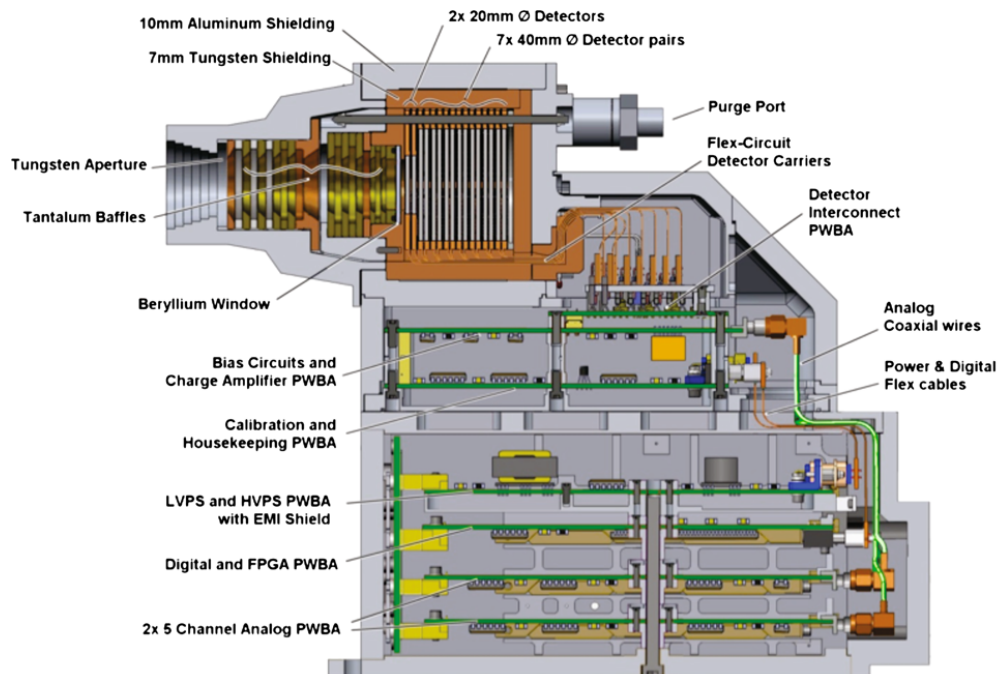 10mm Aluminum Shielding
2x 20mm Ø Detectors
7x 40mm Ø Detector pairs
7mm Tungsten Shielding
Purge Port
Flex-Circuit
Detector Carriers
Tungsten Aperture
Detector
Interconnect
PWBA
Tantalum Baffles
Beryllium Window
Analog
Coaxial wires
Bias Circuits and
Charge Amplifier PWBA
Power & Digital
Flex cables
Calibration and
Housekeeping PWBA
LVPS and HVPS PWBA
with EMI Shield
Digital and FPGA PWBA
2x 5 Channel Analog PWBA